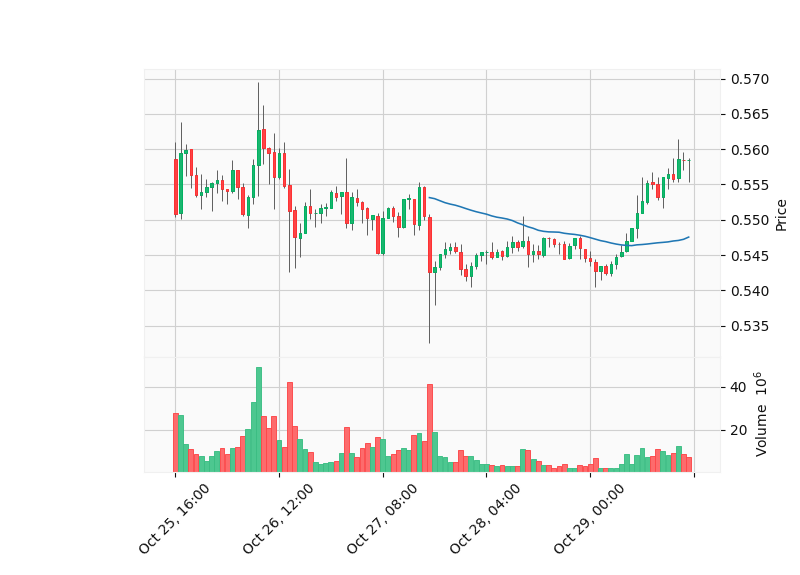 0.570
0.565
0.560
0.555
0.550
0.545
0.540
0.535
Price
40
20
Volume 10⁶
Oct 25, 16:00
Oct 26, 12:00
Oct 27, 08:00
Oct 28, 04:00
Oct 29, 00:00